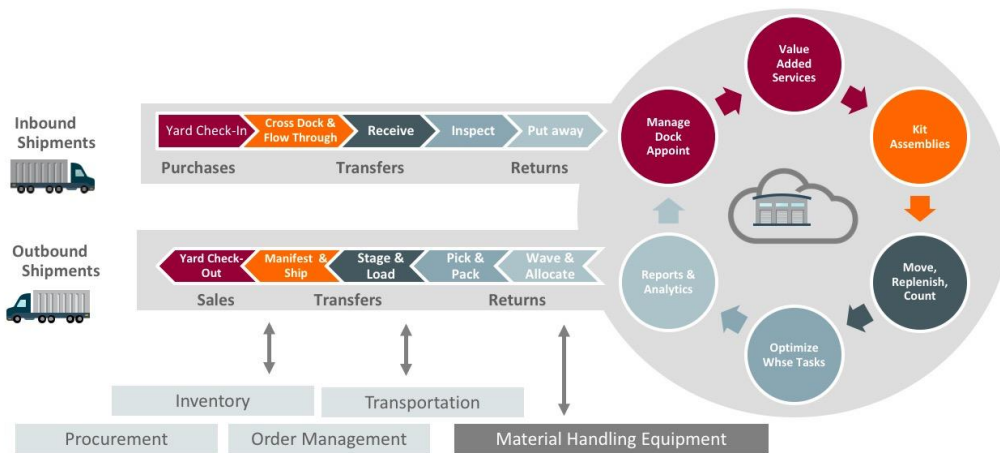 Inbound
Shipments
Yard Check-In
Cross Dock &
Flow Through
Receive
Inspect
Put away
Purchases
Transfers
Returns
Outbound
Shipments
Yard Check-
Out
Manifest &
Ship
Stage &
Load
Pick &
Pack
Wave &
Allocate
Sales
Transfers
Returns
Inventory
Transportation
Procurement
Order Management
Material Handling Equipment
Value
Added
Services
Kit
Assemblies
Move,
Replenish,
Count
Optimize
Whse Tasks
Reports &
Analytics
Manage
Dock
Appoint